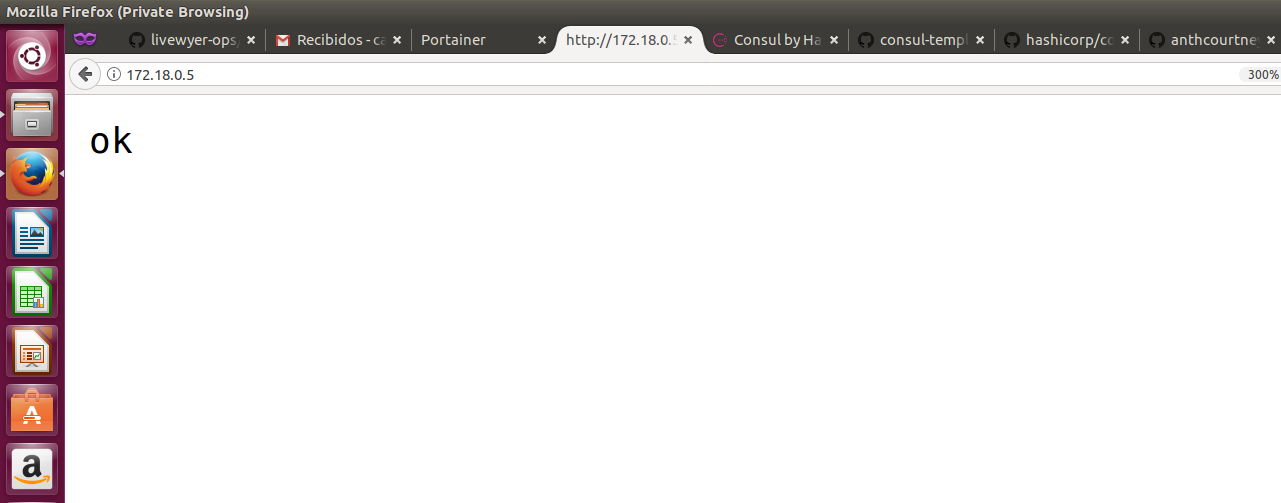 Mozilla Firefox (Private Browsing)
livewyer-ops Recibidos - ca Portainer http://172.18.0.5 Consul by Ha consul-templ hashicorp/co anthcourtne
172.18.0.5 300%
ok